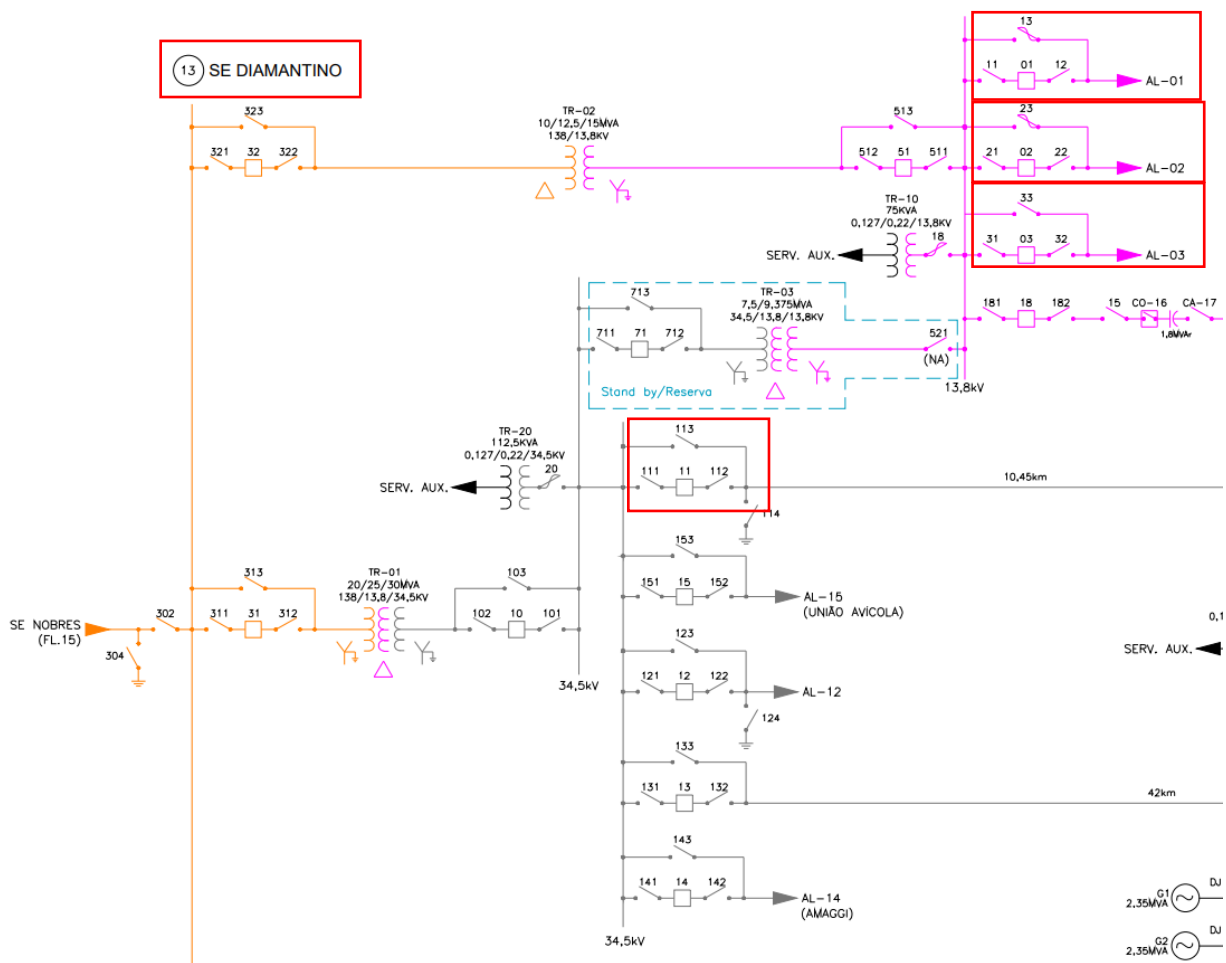 13 SE DIAMANTINO
323
321 32 322
TR-02
10/12,5/15MVA
138/13,8KV
513
512 51 511
13
11 01 12
AL-01
23
21 02 22
AL-02
33
31 03 32
AL-03
TR-10
75KVA
0,127/0,22/13,8KV
18
SERV. AUX.
181 18 182 15 CO-16 CA-17
1,8MVAr
713
711 71 712
TR-03
7,5/9,375MVA
34,5/13,8/13,8KV
521
(NA)
Stand by/Reserva
13,8kV
TR-20
112,5KVA
0,127/0,22/34,5KV
20
SERV. AUX.
113
111 11 112
10,45km
114
153
151 15 152
AL-15
(UNIÃO AVÍCOLA)
313
311 31 312
302
SE NOBRES
(FL.15)
304
TR-01
20/25/30MVA
138/13,8/34,5KV
103
102 10 101
34,5kV
123
121 12 122
AL-12
124
0,1
SERV. AUX.
133
131 13 132
42km
143
141 14 142
AL-14
(AMAGGI)
34,5kV
G1
2,35MVA
DJ
G2
2,35MVA
DJ